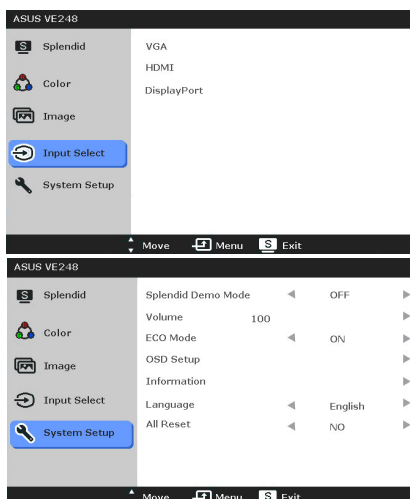 ASUS VE248
S Splendid
VGA
HDMI
Color
DisplayPort
Image
Input Select
System Setup
Move Menu S Exit
ASUS VE248
S Splendid
Splendid Demo Mode OFF
Volume 100
Color
ECO Mode ON
OSD Setup
Image
Information
Input Select
Language English
All Reset NO
System Setup
Move Menu S Exit